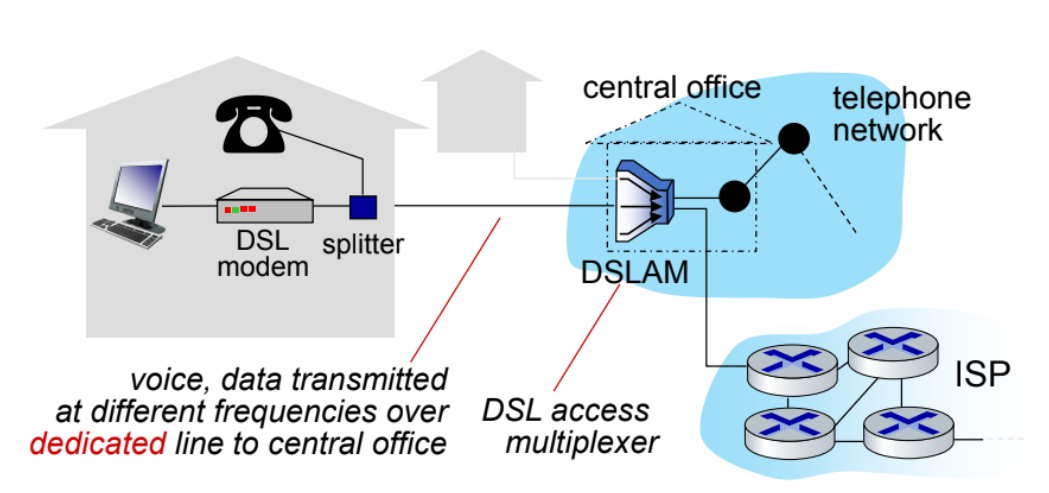 central office
telephone
network
DSL
modem
splitter
DSLAM
voice, data transmitted
at different frequencies over
dedicated line to central office
DSL access
multiplexer
ISP